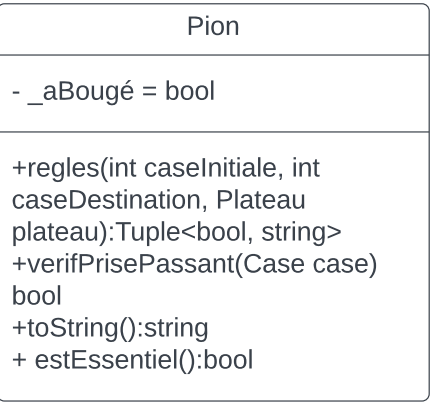 Pion
- _aBougé = bool
+regles(int caseInitiale, int
caseDestination, Plateau
plateau):Tuple<bool, string>
+verifPrisePassant(Case case)
bool
+toString():string
+ estEssentiel():bool